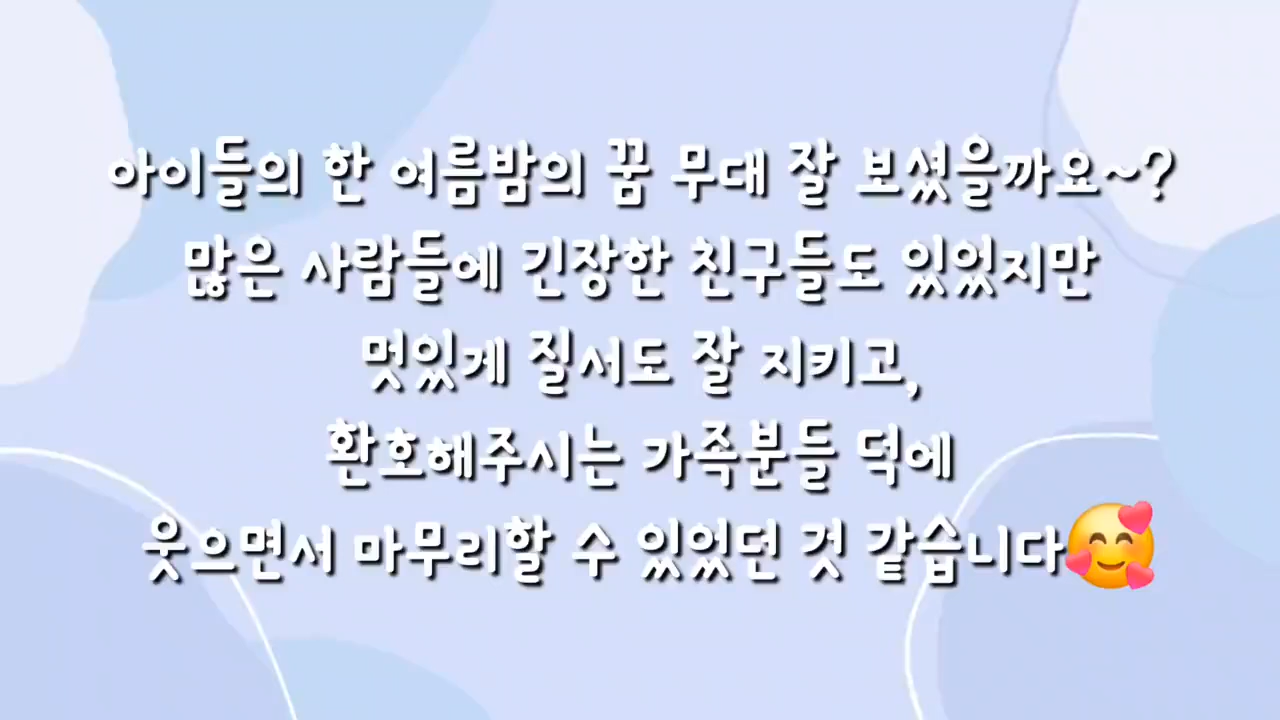 아이들의 한 여름밤의 꿈 무대 잘 보셨을까요~?
많은 사람들에 긴장한 친구들도 있었지만
멋있게 질서도 잘 지키고,
환호해주시는 가족분들 덕에
웃으면서 마무리할 수 있었던 것 같습니다🥰